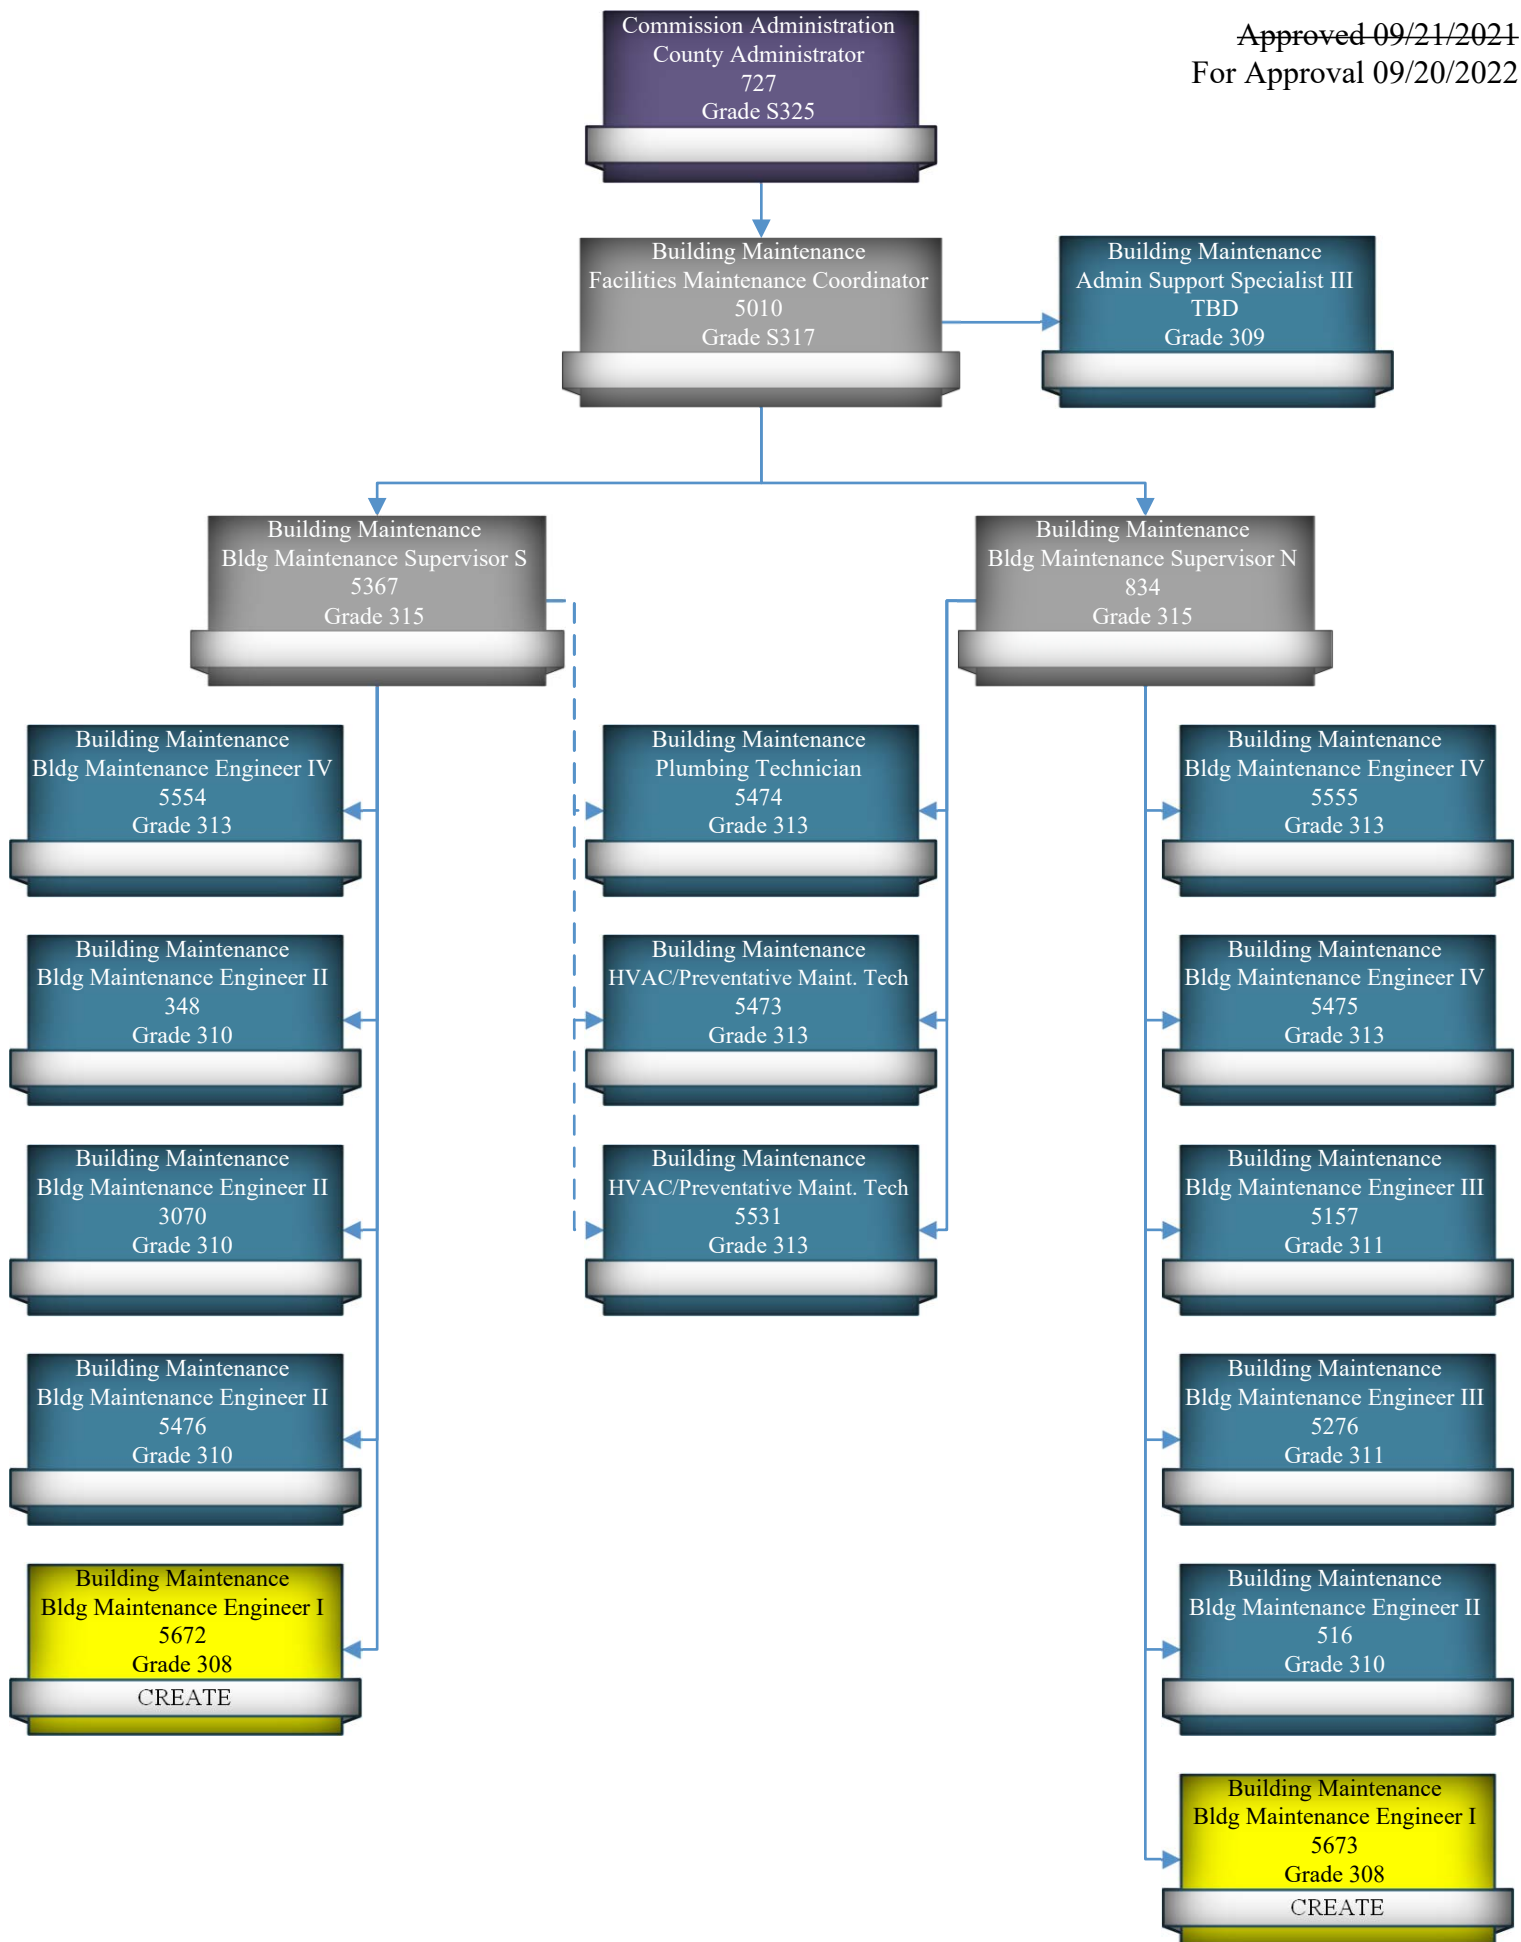 Commission Administration
County Administrator
727
Grade S325
Approved 09/21/2021
For Approval 09/20/2022
Building Maintenance
Facilities Maintenance Coordinator
5010
Grade S317
Building Maintenance
Admin Support Specialist III
TBD
Grade 309
Building Maintenance
Bldg Maintenance Supervisor S
5367
Grade 315
Building Maintenance
Bldg Maintenance Supervisor N
834
Grade 315
Building Maintenance
Bldg Maintenance Engineer IV
5554
Grade 313
Building Maintenance
Plumbing Technician
5474
Grade 313
Building Maintenance
Bldg Maintenance Engineer IV
5555
Grade 313
Building Maintenance
Bldg Maintenance Engineer II
348
Grade 310
Building Maintenance
HVAC/Preventative Maint. Tech
5473
Grade 313
Building Maintenance
Bldg Maintenance Engineer IV
5475
Grade 313
Building Maintenance
Bldg Maintenance Engineer II
3070
Grade 310
Building Maintenance
HVAC/Preventative Maint. Tech
5531
Grade 313
Building Maintenance
Bldg Maintenance Engineer III
5157
Grade 311
Building Maintenance
Bldg Maintenance Engineer II
5476
Grade 310
Building Maintenance
Bldg Maintenance Engineer III
5276
Grade 311
Building Maintenance
Bldg Maintenance Engineer I
5672
Grade 308
CREATE
Building Maintenance
Bldg Maintenance Engineer II
516
Grade 310
Building Maintenance
Bldg Maintenance Engineer I
5673
Grade 308
CREATE